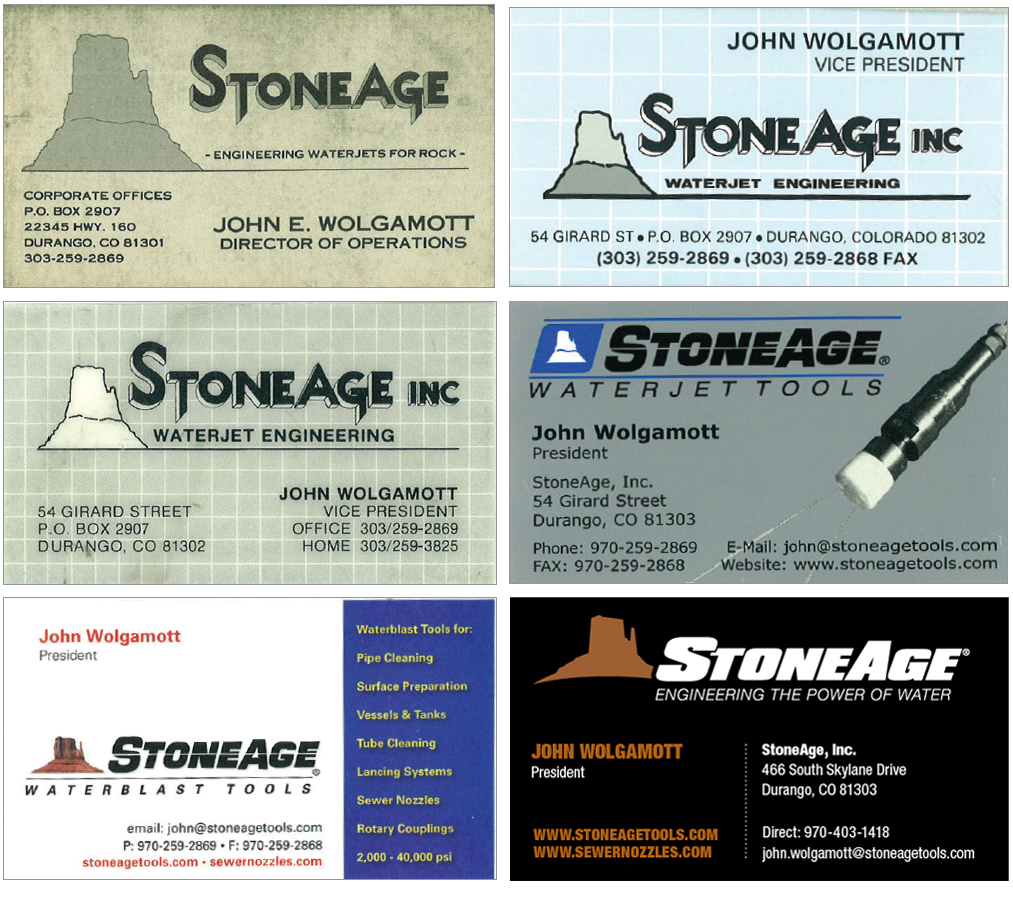 STONEAGE
- ENGINEERING WATERJETS FOR ROCK -
CORPORATE OFFICES
P.O. BOX 2907
22345 HWY. 160
DURANGO, CO 81301
303-259-2869
JOHN E. WOLGAMOTT
DIRECTOR OF OPERATIONS
JOHN WOLGAMOTT
VICE PRESIDENT
STONEAGE INC
WATERJET ENGINEERING
54 GIRARD ST • P.O. BOX 2907 • DURANGO, COLORADO 81302
(303) 259-2869 • (303) 259-2868 FAX
STONEAGE INC
WATERJET ENGINEERING
54 GIRARD STREET
P.O. BOX 2907
DURANGO, CO 81302
JOHN WOLGAMOTT
VICE PRESIDENT
OFFICE 303/259-2869
HOME 303/259-3825
STONEAGE®
WATERJET TOOLS
John Wolgamott
President
StoneAge, Inc.
54 Girard Street
Durango, CO 81303
Phone: 970-259-2869
FAX: 970-259-2868
E-Mail: john@stoneagetools.com
Website: www.stoneagetools.com
John Wolgamott
President
STONEAGE®
WATERBLAST TOOLS
email: john@stoneagetools.com
P: 970-259-2869 • F: 970-259-2868
stoneagetools.com • sewernozzles.com
Waterblast Tools for:
Pipe Cleaning
Surface Preparation
Vessels & Tanks
Tube Cleaning
Lancing Systems
Sewer Nozzles
Rotary Couplings
2,000 - 40,000 psi
STONEAGE®
ENGINEERING THE POWER OF WATER
JOHN WOLGAMOTT
President
WWW.STONEAGETOOLS.COM
WWW.SEWERNOZZLES.COM
StoneAge, Inc.
466 South Skylane Drive
Durango, CO 81303
Direct: 970-403-1418
john.wolgamott@stoneagetools.com